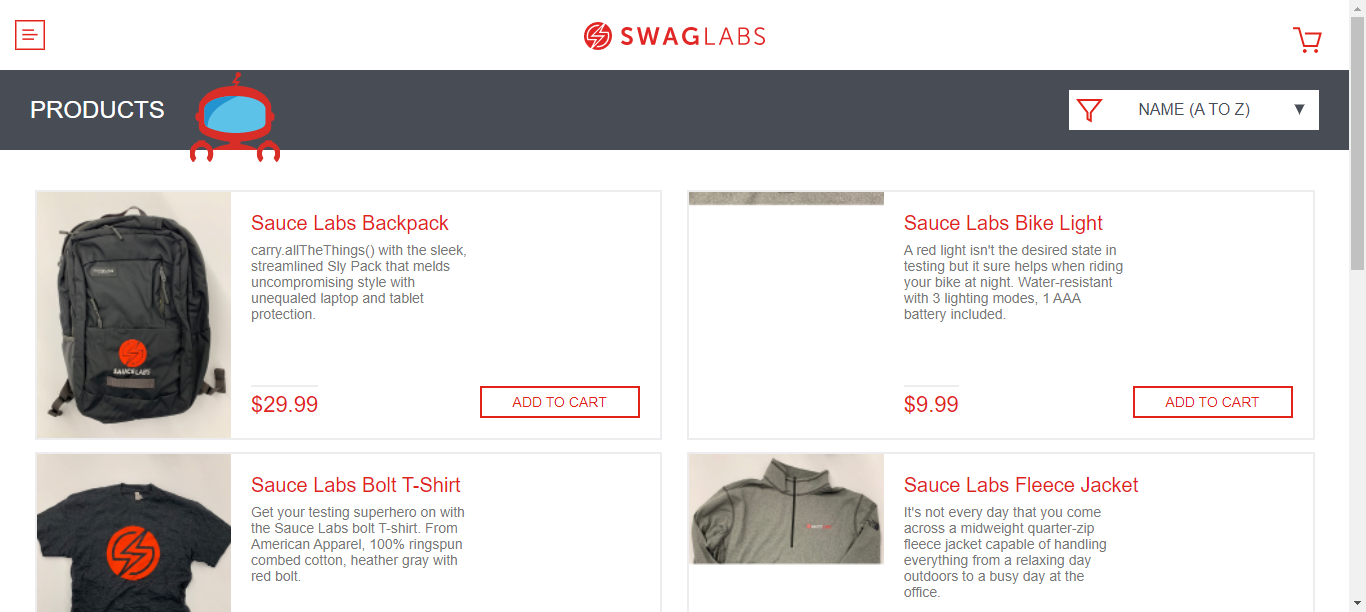 SWAGLABS
PRODUCTS
NAME (A TO Z)
Sauce Labs Backpack
carry.allTheThings() with the sleek,
streamlined Sly Pack that melds
uncompromising style with
unequaled laptop and tablet
protection.
SAUCELABS
$29.99
ADD TO CART
Sauce Labs Bike Light
A red light isn't the desired state in
testing but it sure helps when riding
your bike at night. Water-resistant
with 3 lighting modes, 1 AAA
battery included.
$9.99
ADD TO CART
Sauce Labs Bolt T-Shirt
Get your testing superhero on with
the Sauce Labs bolt T-shirt. From
American Apparel, 100% ringspun
combed cotton, heather gray with
red bolt.
Sauce Labs Fleece Jacket
It's not every day that you come
across a midweight quarter-zip
fleece jacket capable of handling
everything from a relaxing day
outdoors to a busy day at the
office.